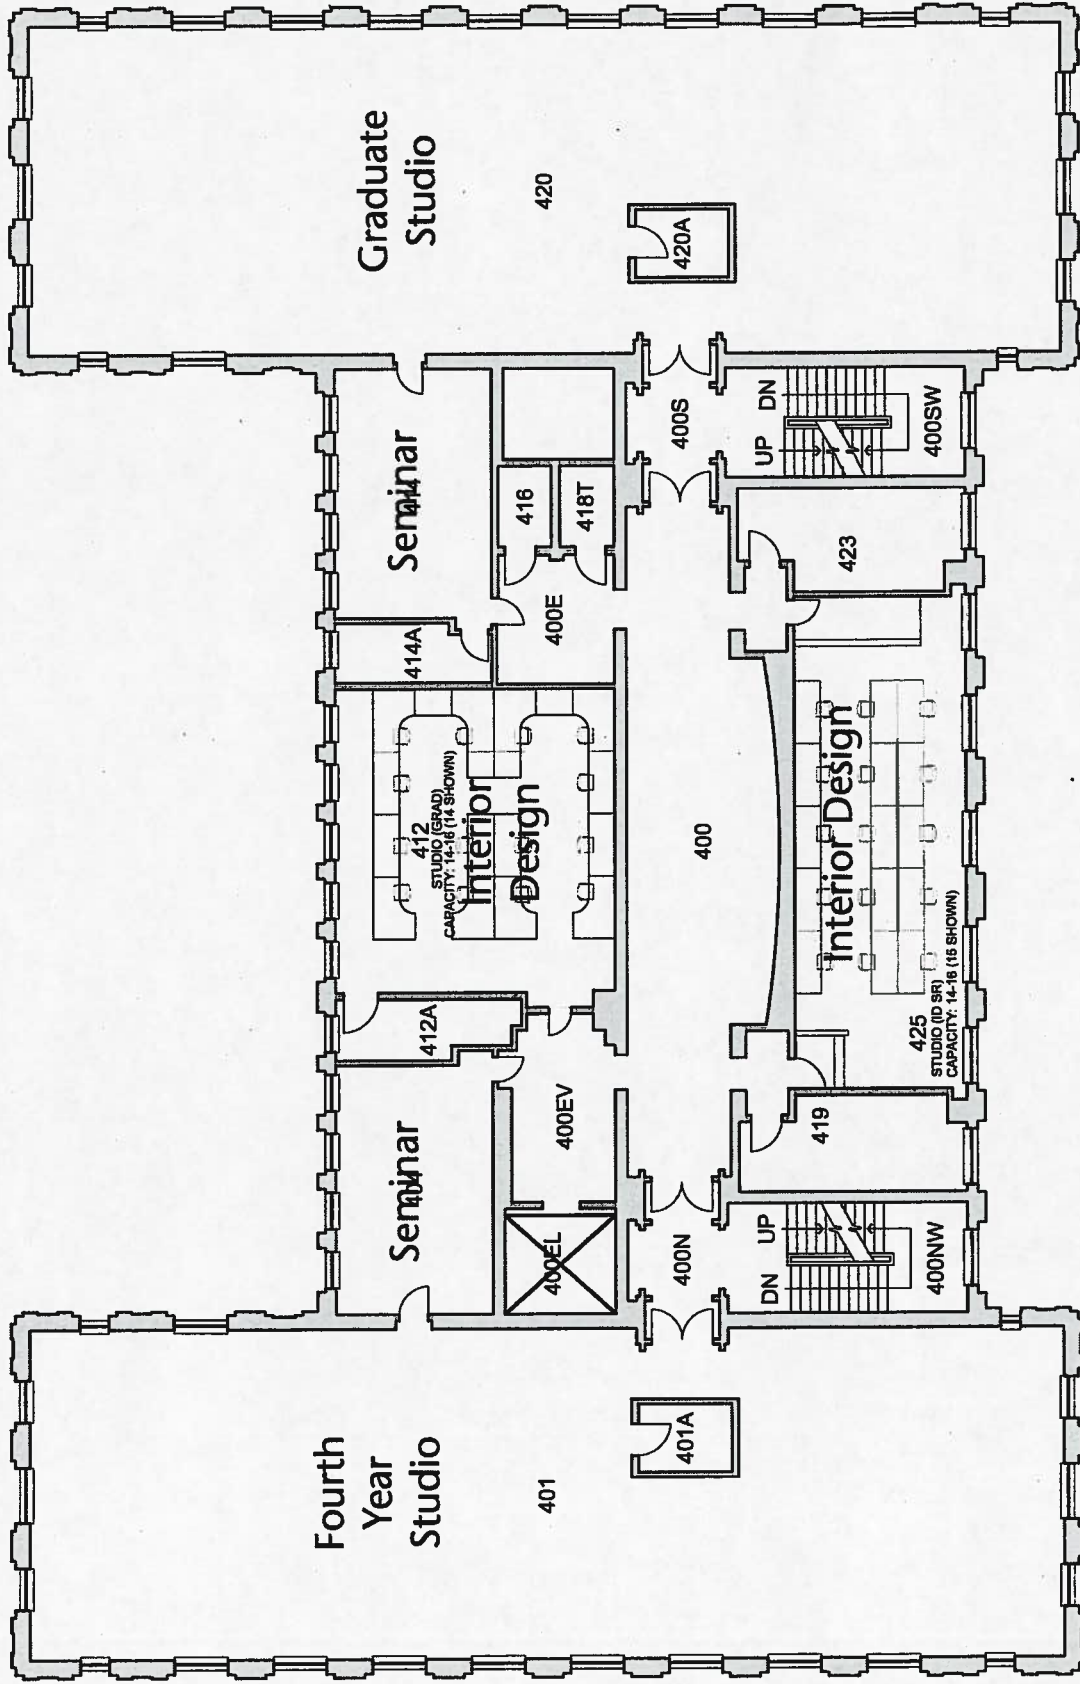 Fourth
Year
Studio
401
401A
Seminar
404
400EL
400EV
400N
DN
UP
400NW
419
412A
412
STUDIO (GRAD)
CAPACITY: 14-16 (14 SHOWN)
Interior
Design
400
425
STUDIO (ID SR)
CAPACITY: 14-16 (15 SHOWN)
Interior Design
414A
Seminar
414
400E
416
418T
400S
UP
DN
400SW
423
Graduate
Studio
420
420A